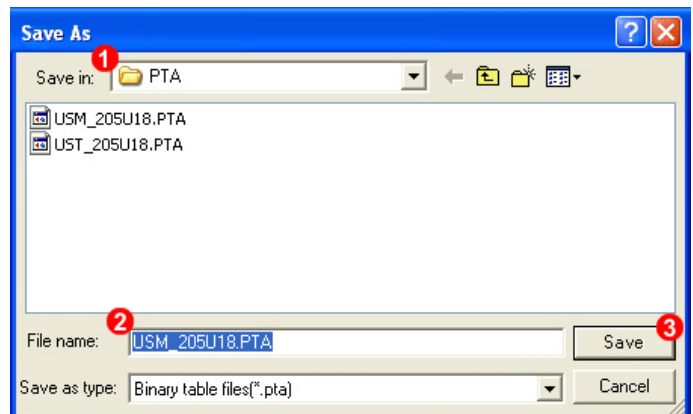 Save As
1
Save in: PTA
USM_205U18.PTA
UST_205U18.PTA
2
3
File name: USM_205U18.PTA Save
Save as type: Binary table files(*.pta) Cancel